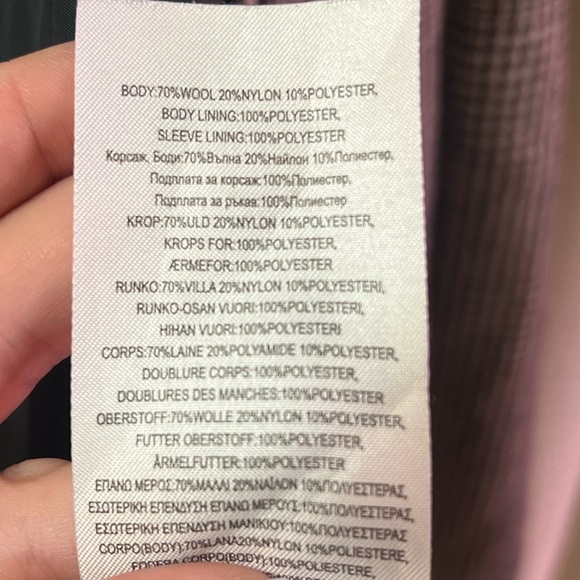 BODY:70%WOOL 20%NYLON 10%POLYESTER,
BODY LINING:100%POLYESTER,
SLEEVE LINING:100%POLYESTER
Корсаж, Боди:70%Вълна 20%Найлон 10%Полиестер,
Подплата за корсаж:100%Полиестер,
Подплата за ръкав:100%Полиестер
KROP:70%ULD 20%NYLON 10%POLYESTER,
KROPS FOR:100%POLYESTER,
ÆRMEFOR:100%POLYESTER
RUNKO:70%VILLA 20%NYLON 10%POLYESTERI,
RUNKO-OSAN VUORI:100%POLYESTERI,
HIHAN VUORI:100%POLYESTERI
CORPS:70%LAINE 20%POLYAMIDE 10%POLYESTER,
DOUBLURE CORPS:100%POLYESTER,
DOUBLURES DES MANCHES:100%POLYESTER
OBERSTOFF:70%WOLLE 20%NYLON 10%POLYESTER,
FUTTER OBERSTOFF:100%POLYESTER,
ÄRMELFUTTER:100%POLYESTER
ΕΠΑΝΩ ΜΕΡΟΣ:70%ΜΑΛΛΙ 20%ΝΑΪΛΟΝ 10%ΠΟΛΥΕΣΤΕΡΑΣ,
ΕΣΩΤΕΡΙΚΗ ΕΠΕΝΔΥΣΗ ΕΠΑΝΩ ΜΕΡΟΥΣ:100%ΠΟΛΥΕΣΤΕΡΑΣ,
ΕΣΩΤΕΡΙΚΗ ΕΠΕΝΔΥΣΗ ΜΑΝΙΚΙΟΥ:100%ΠΟΛΥΕΣΤΕΡΑΣ
CORPO(BODY):70%LANA20%NYLON 10%POLIESTERE,
FODERA CORPO(BODY):100%POLIESTERE,